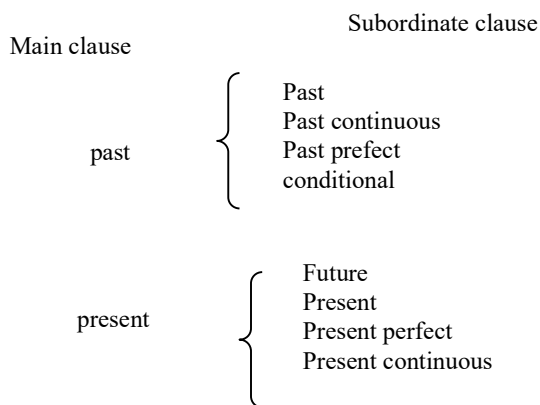 Subordinate clause
Main clause
past
Past
Past continuous
Past prefect
conditional
present
Future
Present
Present perfect
Present continuous